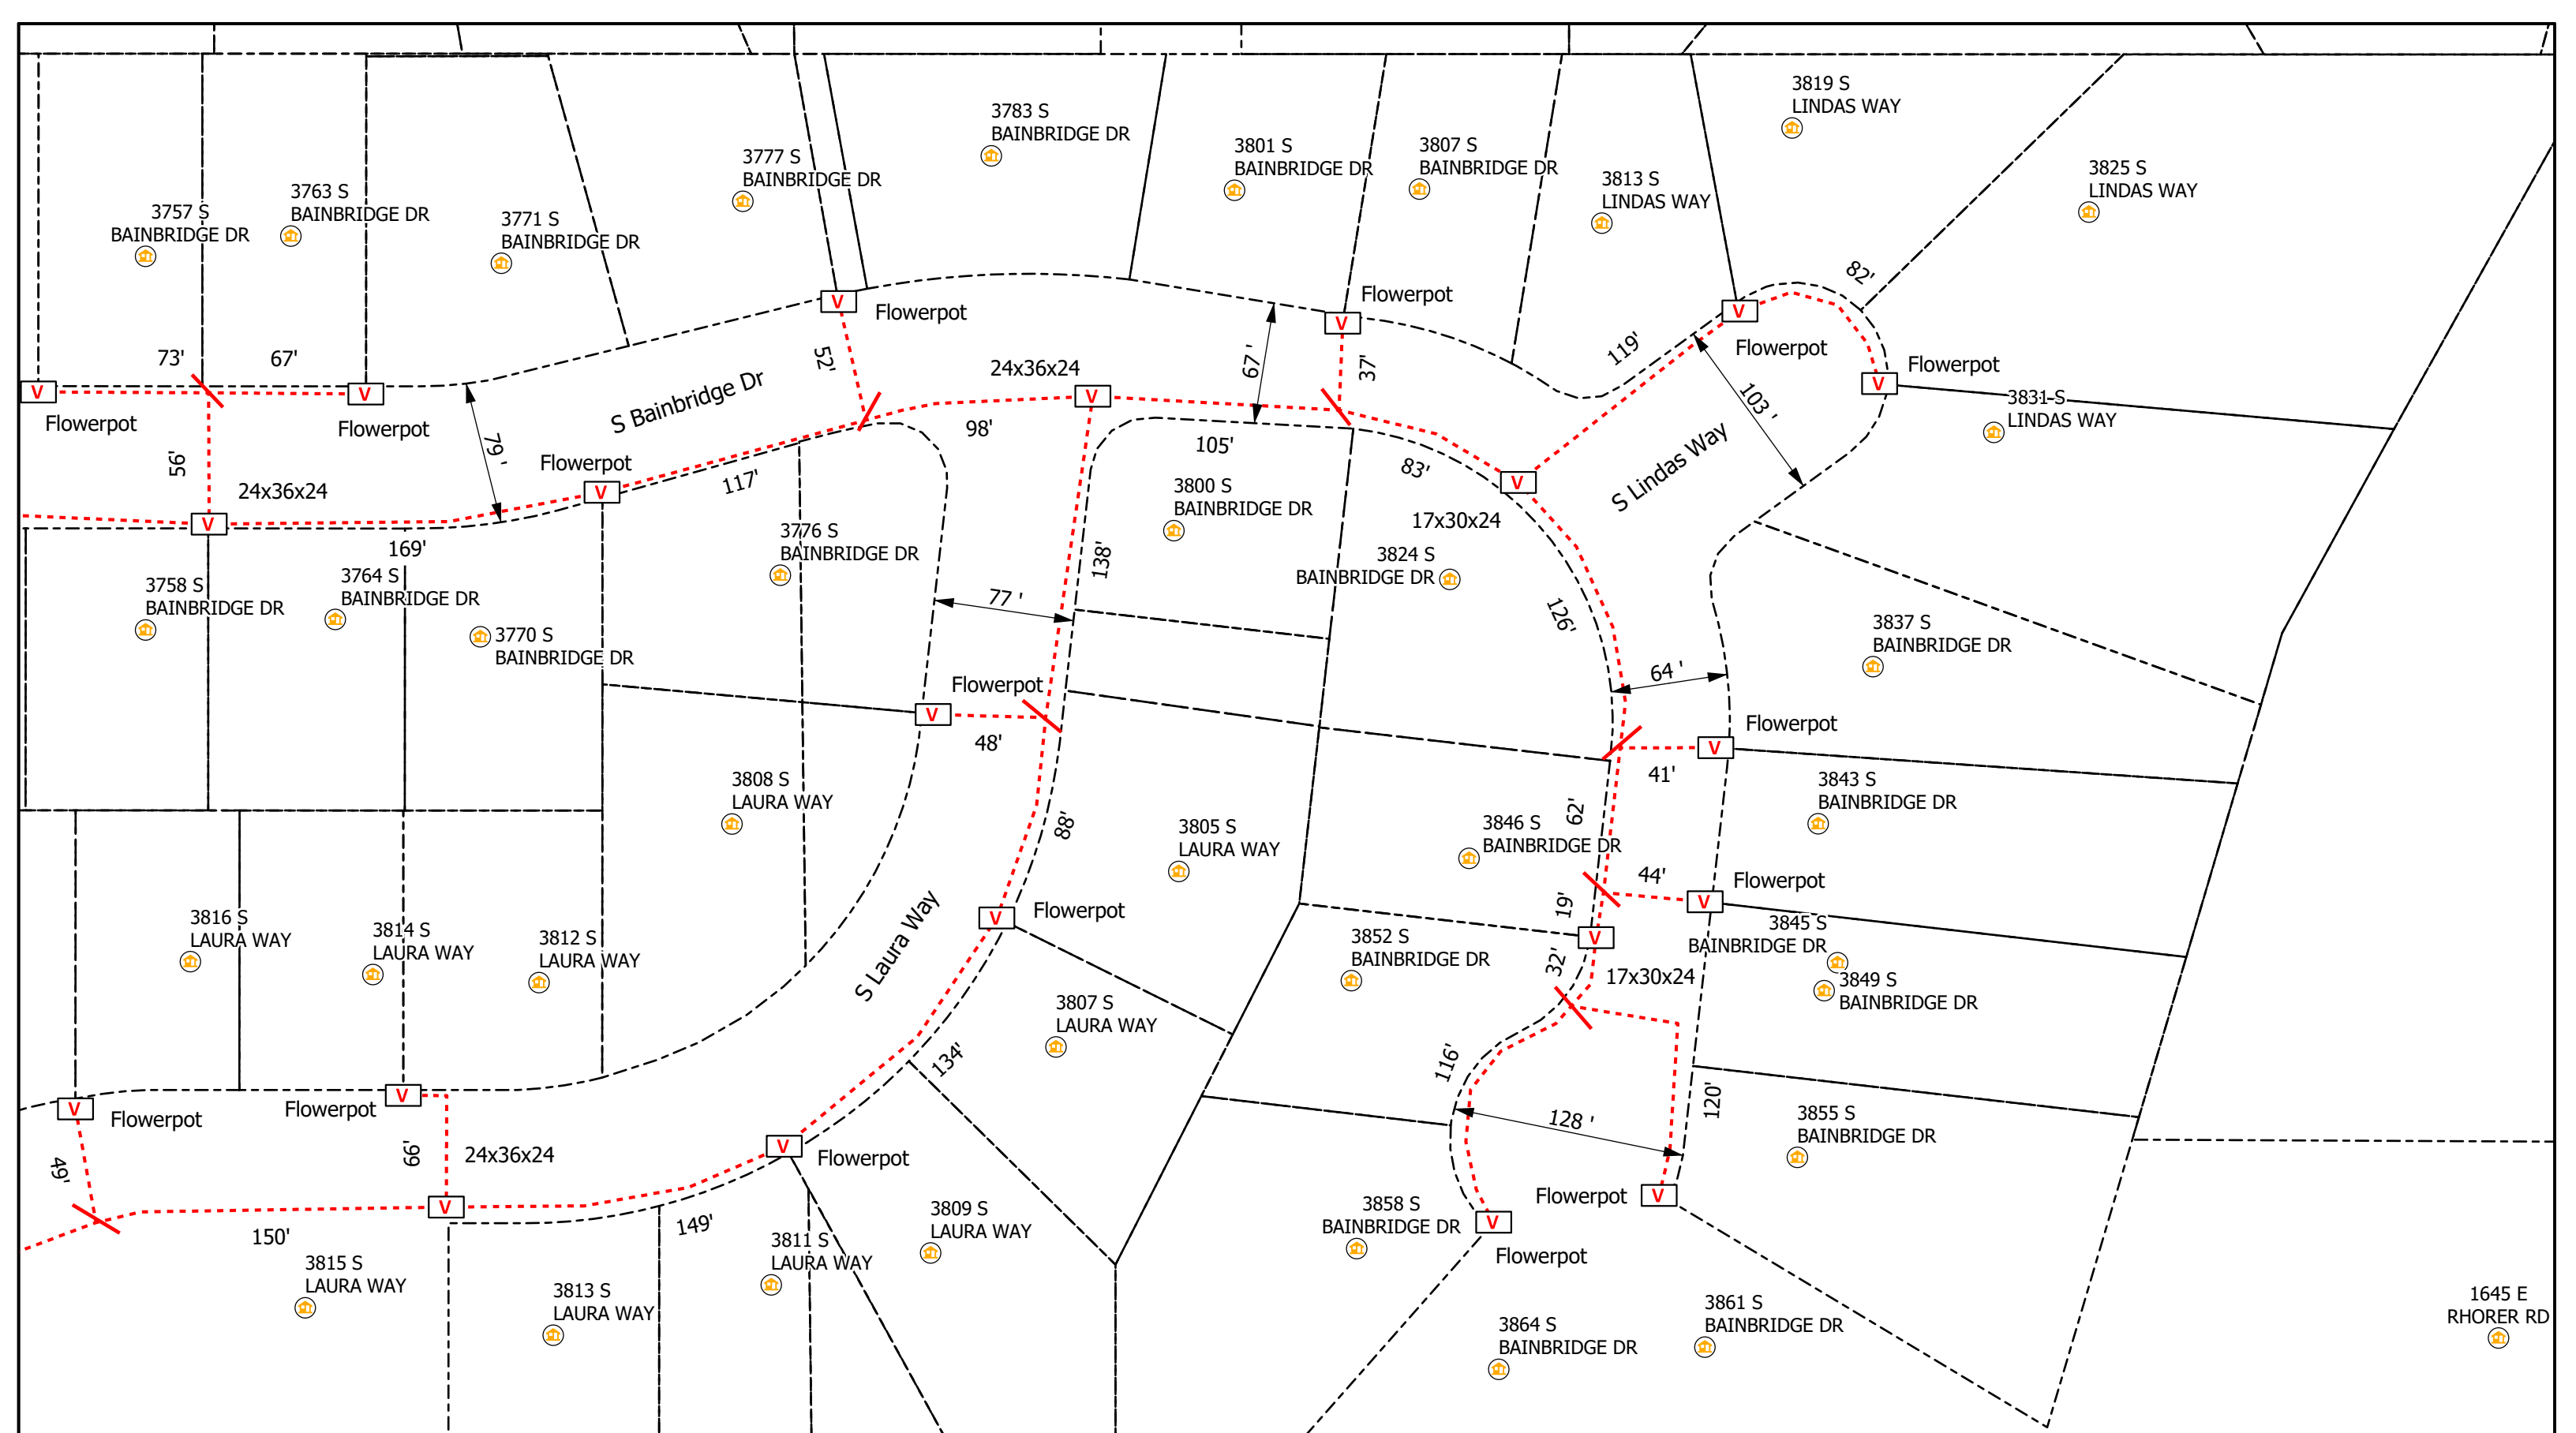 3819 S
LINDAS WAY
3783 S
BAINBRIDGE DR
3801 S
BAINBRIDGE DR
3807 S
BAINBRIDGE DR
3777 S
BAINBRIDGE DR
3813 S
LINDAS WAY
3825 S
LINDAS WAY
3757 S
BAINBRIDGE DR
3763 S
BAINBRIDGE DR
3771 S
BAINBRIDGE DR
82'
V
Flowerpot
V
Flowerpot
V
Flowerpot
119'
73'
67'
52'
67 '
37'
24x36x24
V
V
Flowerpot
V
Flowerpot
V
Flowerpot
S Bainbridge Dr
103 '
3831 S
LINDAS WAY
98'
105'
79 '
56'
Flowerpot
V
117'
83'
V
S Lindas Way
24x36x24
V
3800 S
BAINBRIDGE DR
17x30x24
169'
3776 S
BAINBRIDGE DR
138'
3824 S
BAINBRIDGE DR
3758 S
BAINBRIDGE DR
3764 S
BAINBRIDGE DR
77 '
126'
3770 S
BAINBRIDGE DR
3837 S
BAINBRIDGE DR
64 '
Flowerpot
V
48'
Flowerpot
V
41'
3808 S
LAURA WAY
88'
3805 S
LAURA WAY
62'
3846 S
BAINBRIDGE DR
3843 S
BAINBRIDGE DR
44'
Flowerpot
V
19'
3816 S
LAURA WAY
3814 S
LAURA WAY
3812 S
LAURA WAY
S Laura Way
V
Flowerpot
3852 S
BAINBRIDGE DR
V
32'
17x30x24
3845 S
BAINBRIDGE DR
3849 S
BAINBRIDGE DR
3807 S
LAURA WAY
134'
116'
120'
128 '
V
Flowerpot
V
Flowerpot
49'
66'
24x36x24
V
V
Flowerpot
3855 S
BAINBRIDGE DR
150'
149'
3809 S
LAURA WAY
3858 S
BAINBRIDGE DR
Flowerpot
V
V
Flowerpot
3815 S
LAURA WAY
3813 S
LAURA WAY
3811 S
LAURA WAY
3864 S
BAINBRIDGE DR
3861 S
BAINBRIDGE DR
1645 E
RHORER RD